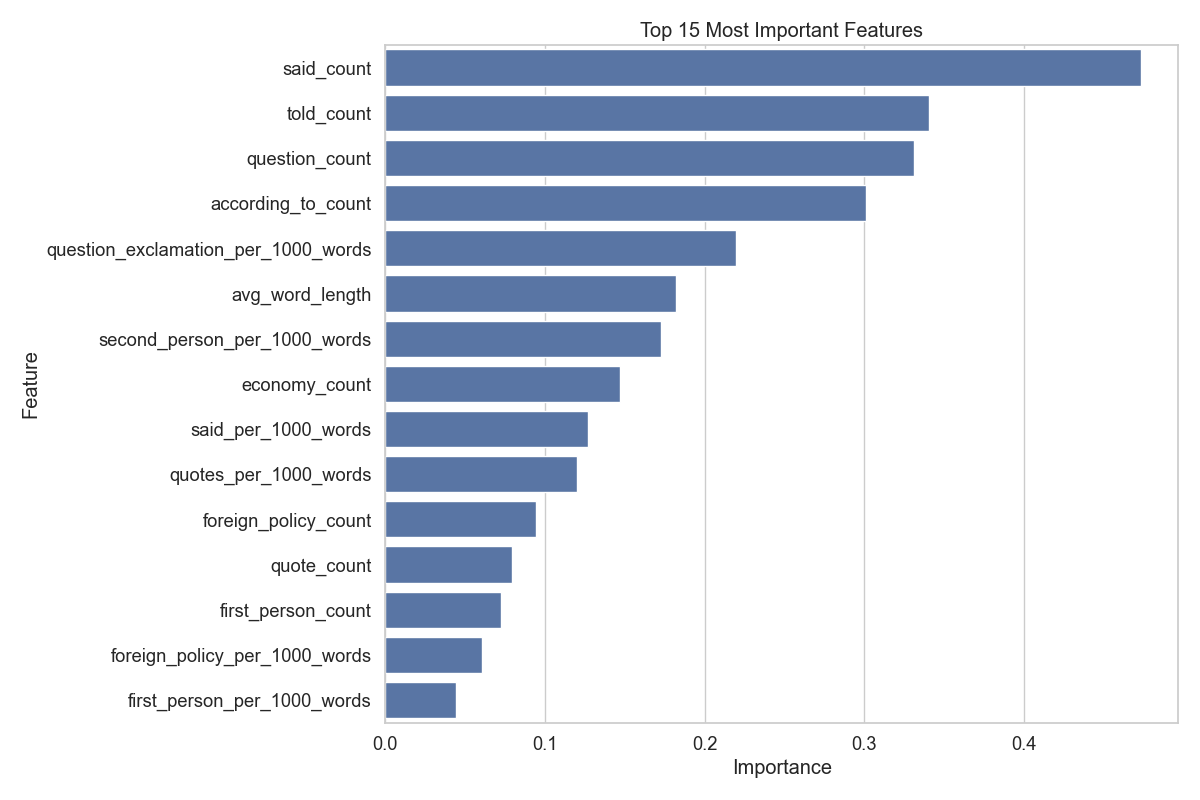 Top 15 Most Important Features
said_count
told_count
question_count
according_to_count
question_exclamation_per_1000_words
avg_word_length
second_person_per_1000_words
economy_count
said_per_1000_words
quotes_per_1000_words
foreign_policy_count
quote_count
first_person_count
foreign_policy_per_1000_words
first_person_per_1000_words
Feature
0.0 0.1 0.2 0.3 0.4
Importance